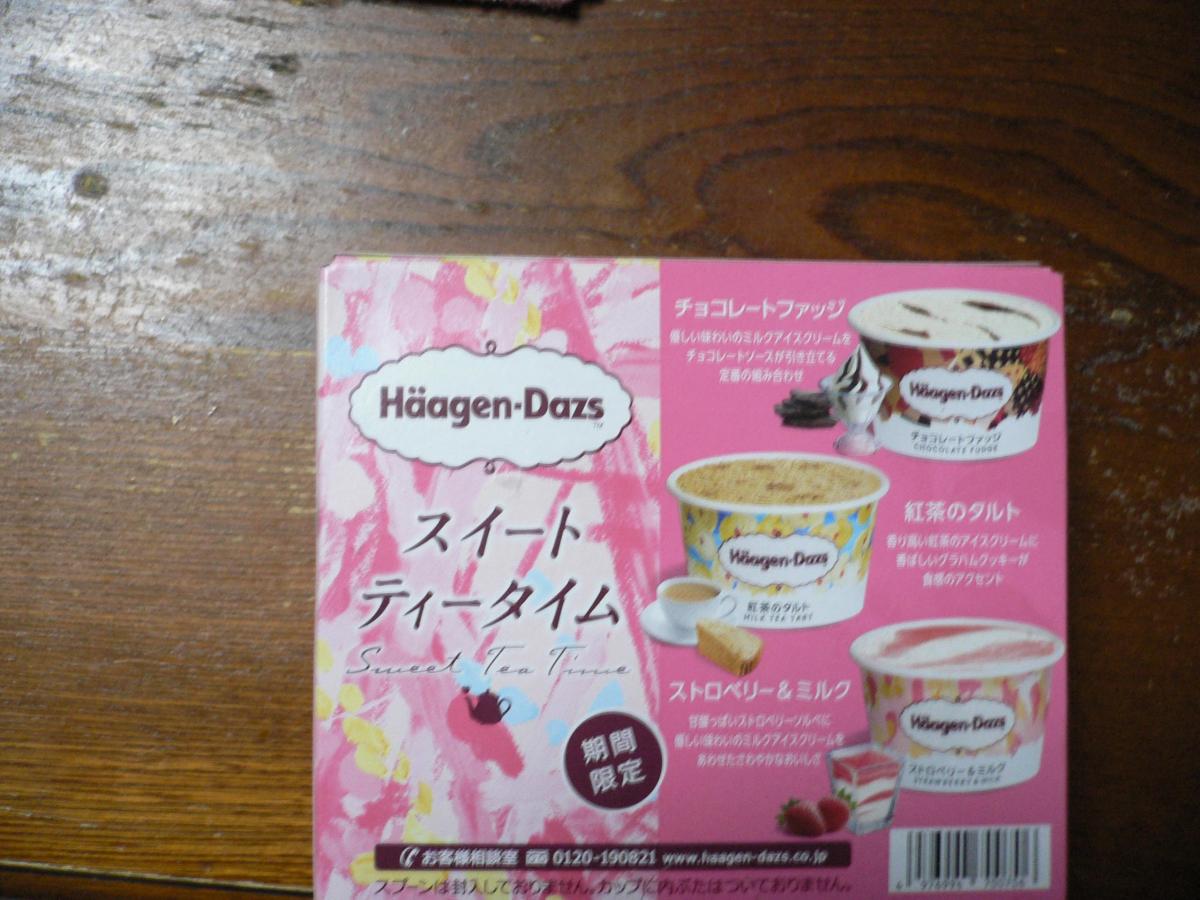 Häagen-Dazs
TM
スイート
ティータイム
Sweet Tea Time
期間
限定
チョコレートファッジ
優しい味わいのミルクアイスクリームを
チョコレートソースが引き立てる
定番の組み合わせ
Häagen-Dazs
チョコレートファッジ
CHOCOLATE FUDGE
紅茶のタルト
香り高い紅茶のアイスクリームに
香ばしいグラハムクッキーが
食感のアクセント
Häagen-Dazs
紅茶のタルト
MILK TEA TART
ストロベリー&ミルク
甘酸っぱいストロベリーソルベに
優しい味わいのミルクアイスクリームを
あわせたさわやかなおいしさ
Häagen-Dazs
ストロベリー&ミルク
STRAWBERRY & MILK
お客様相談室 0120-190821 www.haagen-dazs.co.jp
スプーンは封入しておりません。カップに内ぶたはついておりません。